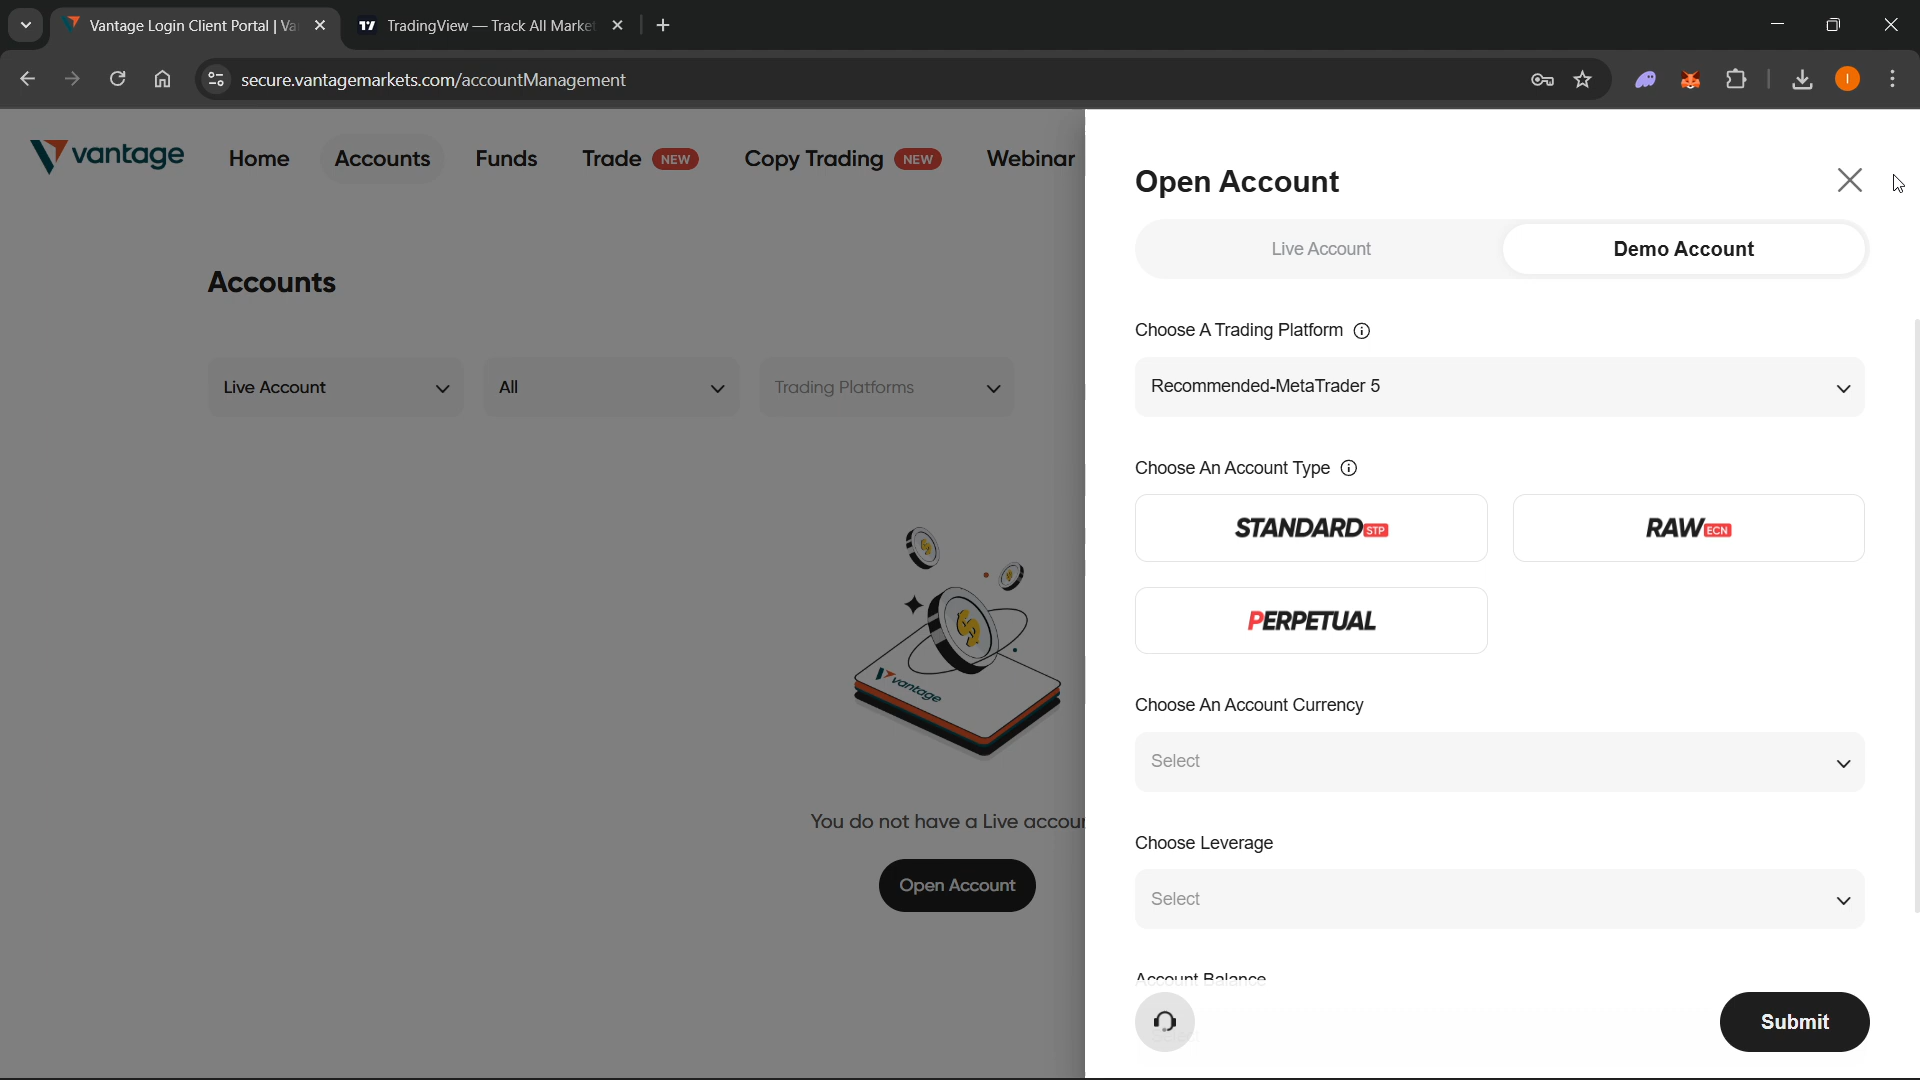 Vantage Login Client Portal | Va
TradingView — Track All Market
secure.vantagemarkets.com/accountManagement
I
vantage
Home
Accounts
Funds
Trade NEW
Copy Trading NEW
Webinar
Accounts
Live Account
All
Trading Platforms
vantage
You do not have a Live accoun
Open Account
Open Account
Live Account
Demo Account
Choose A Trading Platform
Recommended-MetaTrader 5
Choose An Account Type
STANDARD STP
RAW ECN
PERPETUAL
Choose An Account Currency
Select
Choose Leverage
Select
Account Balance
Submit